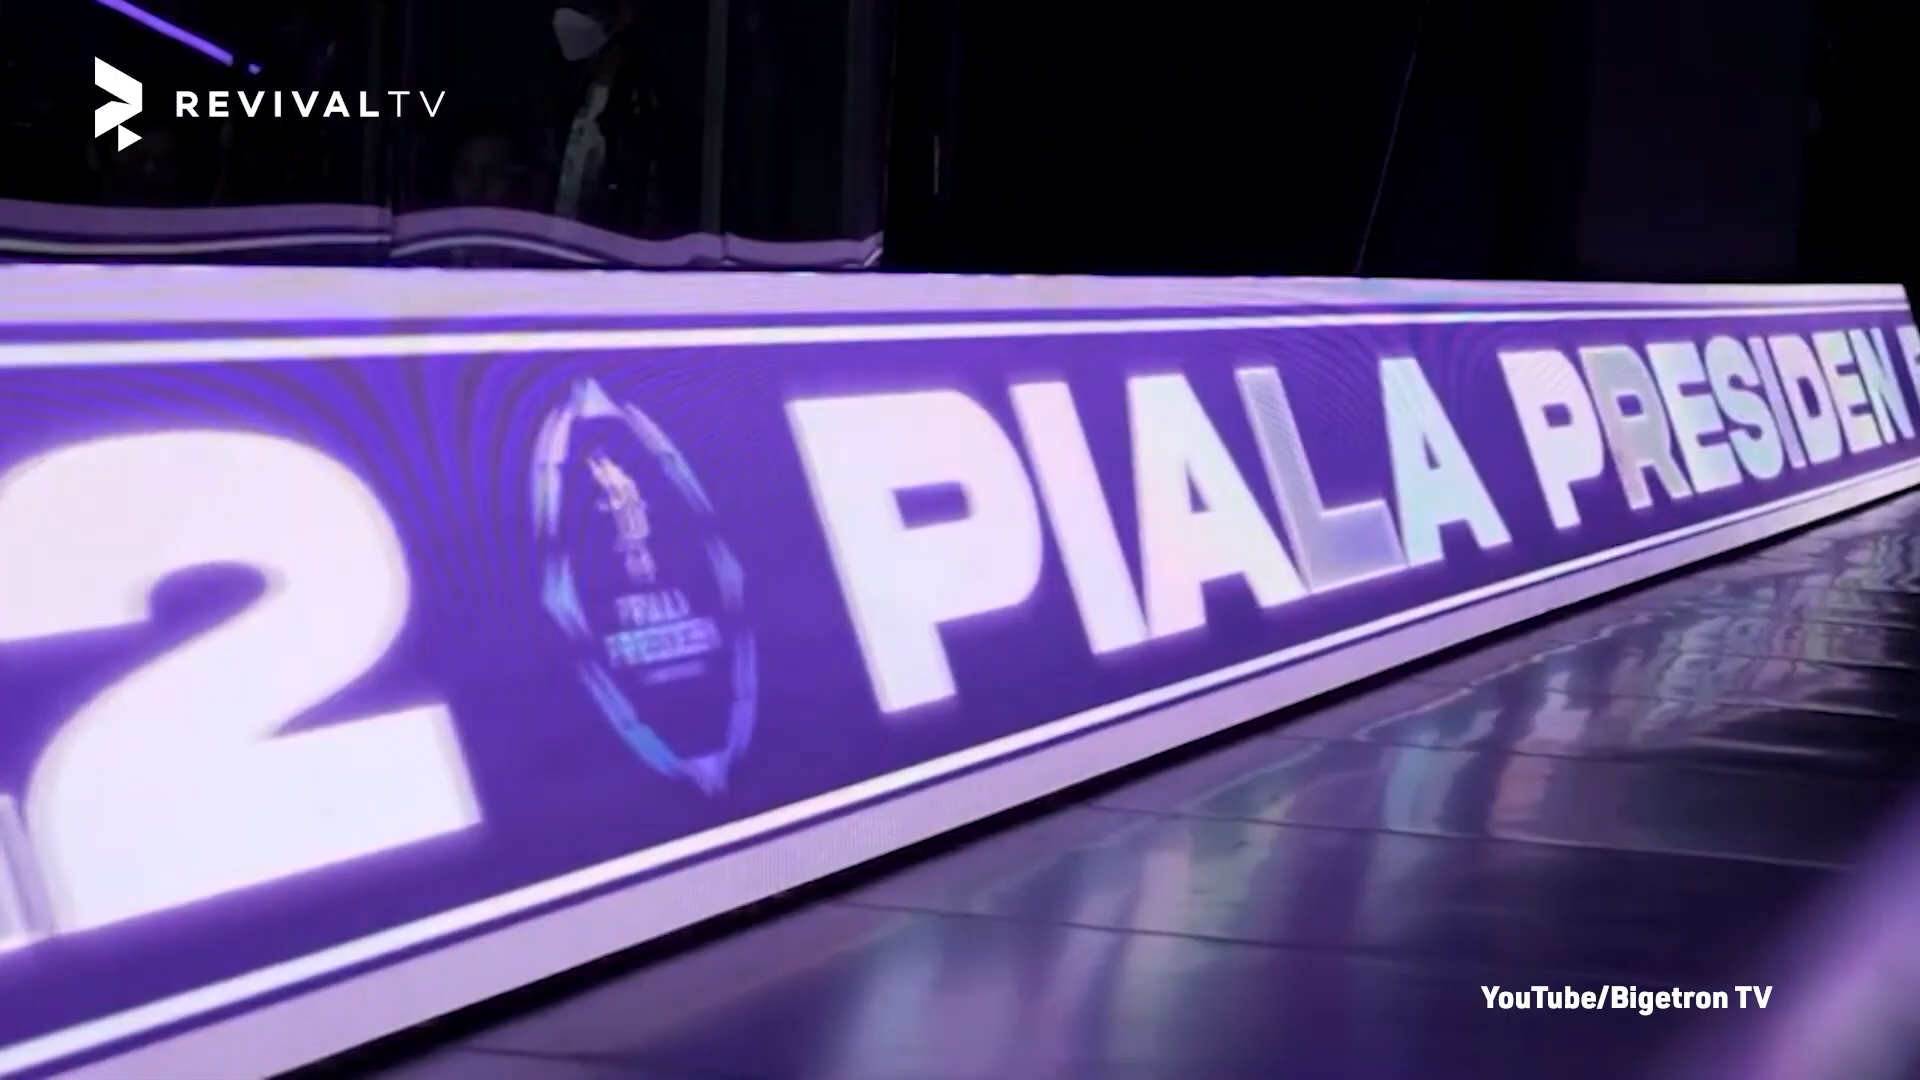 REVIVALTV
2 PIALA PRESIDEN
PIALA
PRESIDEN
YouTube/Bigetron TV